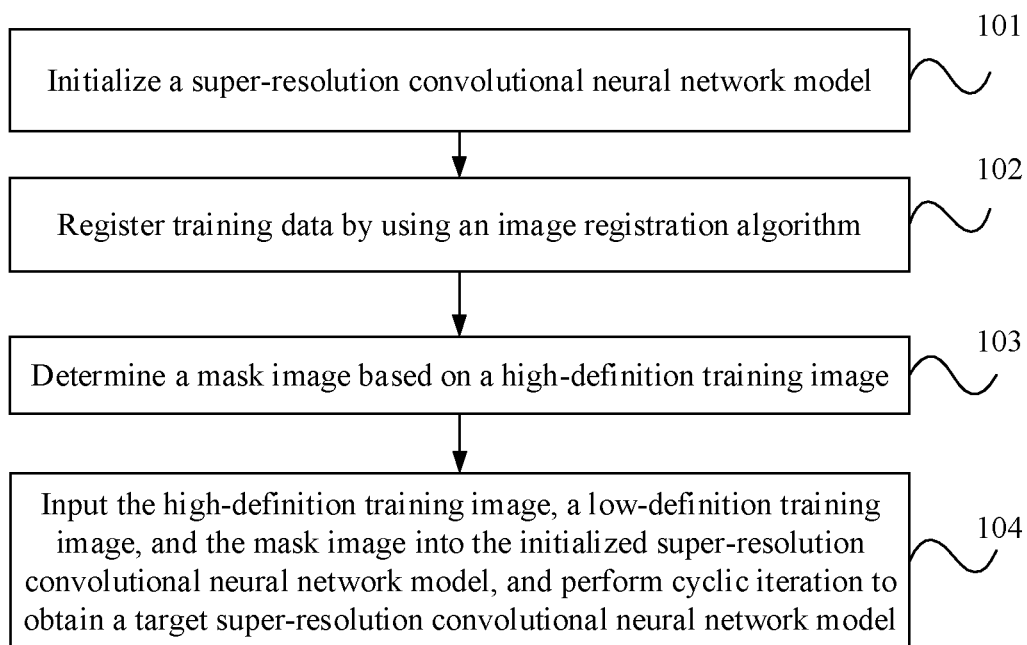 101
Initialize a super-resolution convolutional neural network model
102
Register training data by using an image registration algorithm
103
Determine a mask image based on a high-definition training image
104
Input the high-definition training image, a low-definition training
image, and the mask image into the initialized super-resolution
convolutional neural network model, and perform cyclic iteration to
obtain a target super-resolution convolutional neural network model